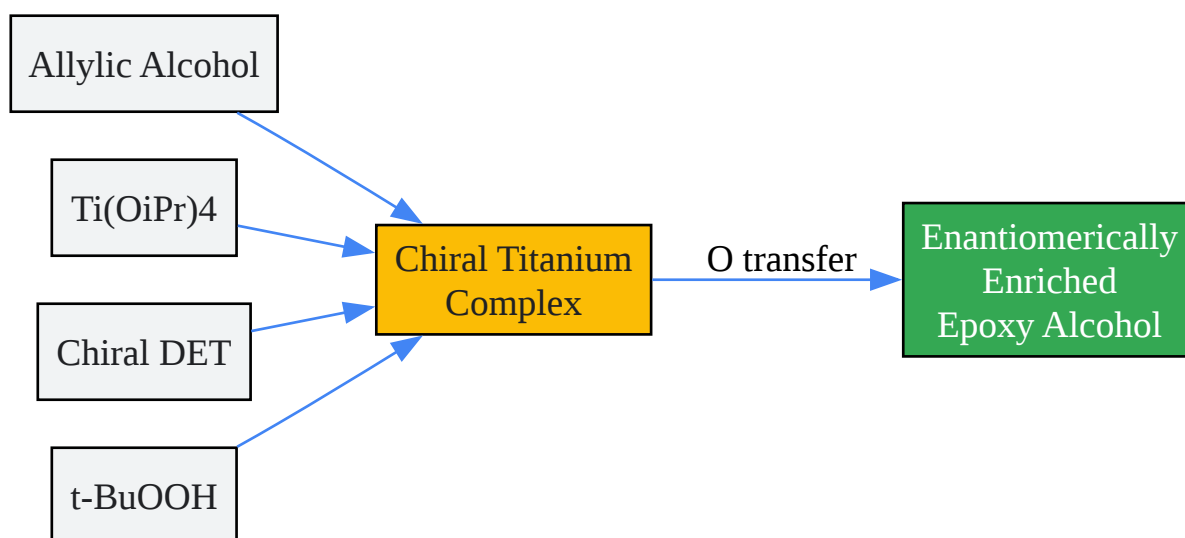 Allylic Alcohol
Ti(OiPr)4
Chiral DET
t-BuOOH
Chiral Titanium
Complex
O transfer
Enantiomerically
Enriched
Epoxy Alcohol